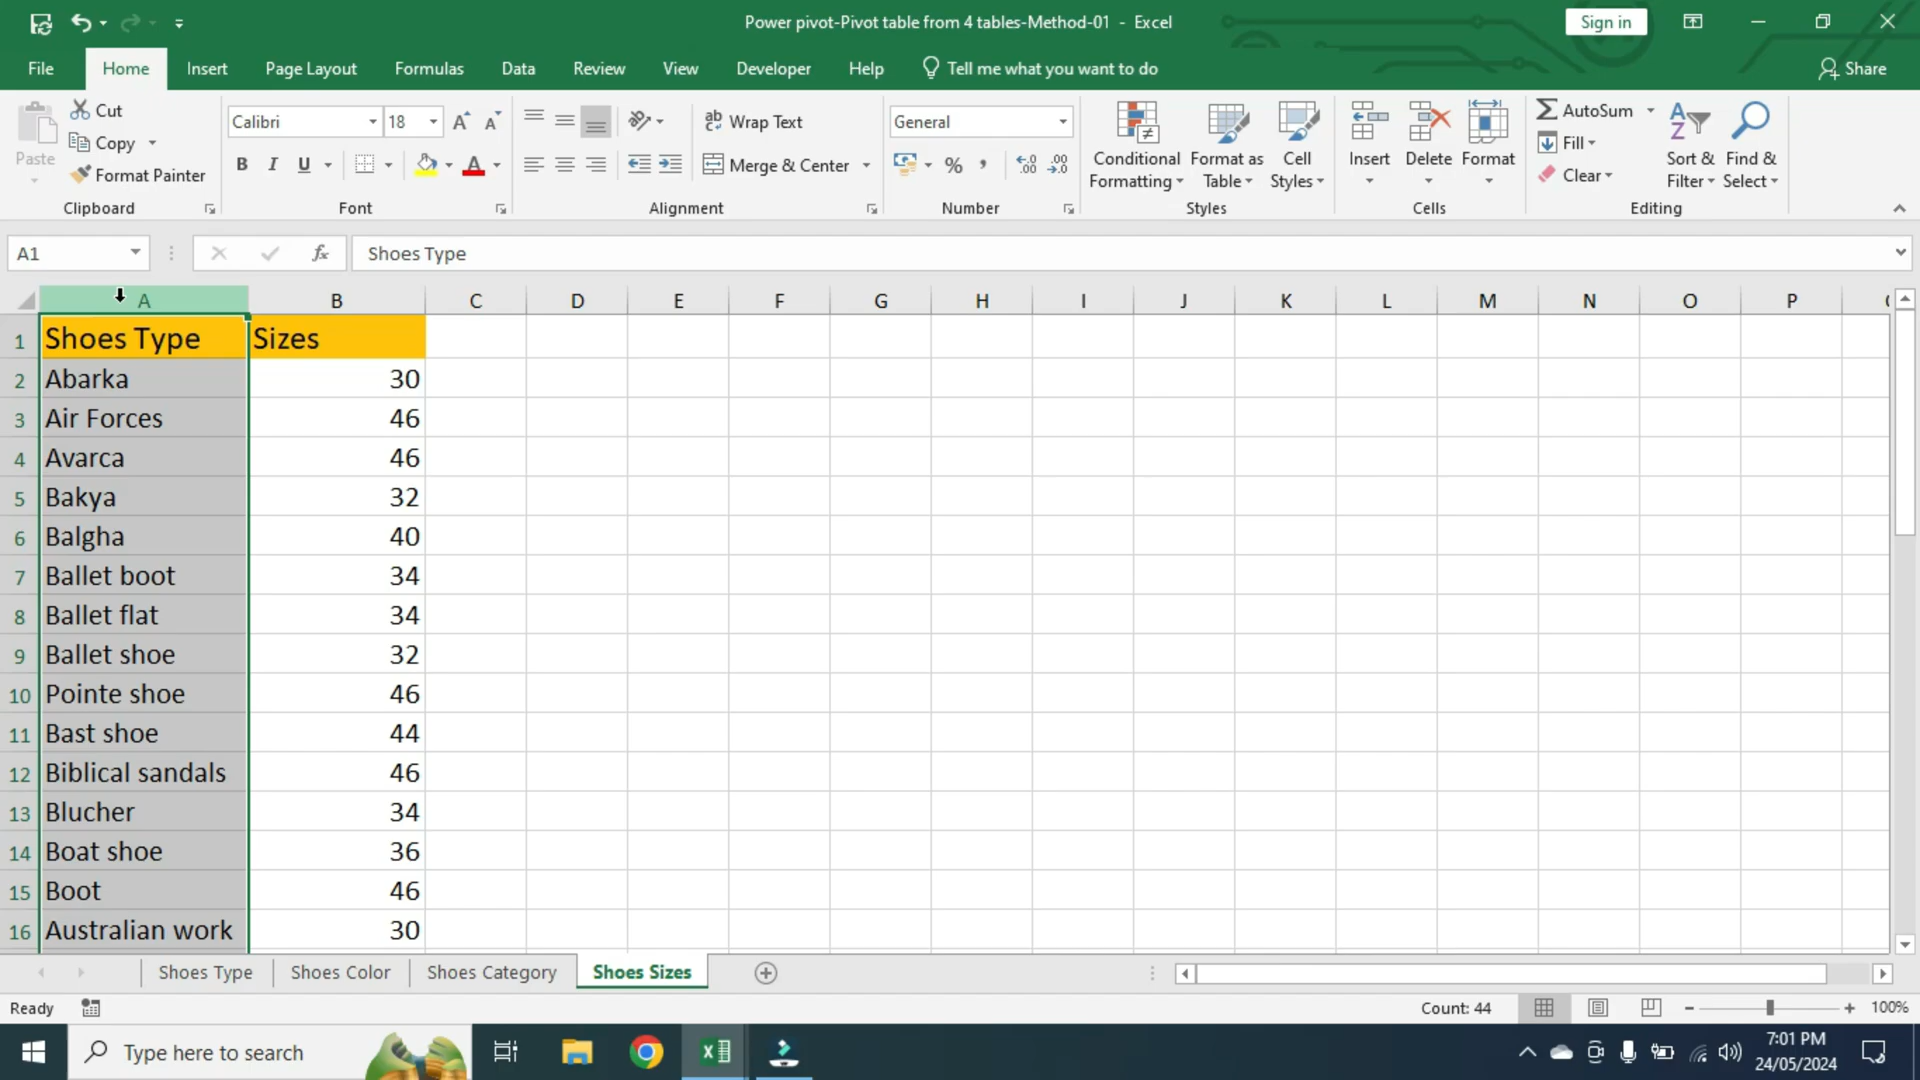 Power pivot-Pivot table from 4 tables-Method-01 - Excel
Sign in
File Home Insert Page Layout Formulas Data Review View Developer Help Tell me what you want to do Share
Paste
Cut
Copy
Format Painter
Calibri 18
B I U
Wrap Text
Merge & Center
General
Conditional Formatting
Format as Table
Cell Styles
Insert
Delete
Format
AutoSum
Fill
Clear
Sort & Filter
Find & Select
Clipboard Font Alignment Number Styles Cells Editing
A1 fx Shoes Type
A B C D E F G H I J K L M N O P
1 Shoes Type Sizes
2 Abarka 30
3 Air Forces 46
4 Avarca 46
5 Bakya 32
6 Balgha 40
7 Ballet boot 34
8 Ballet flat 34
9 Ballet shoe 32
10 Pointe shoe 46
11 Bast shoe 44
12 Biblical sandals 46
13 Blucher 34
14 Boat shoe 36
15 Boot 46
16 Australian work 30
Shoes Type Shoes Color Shoes Category Shoes Sizes
Ready Count: 44 100%
Type here to search
7:01 PM
24/05/2024